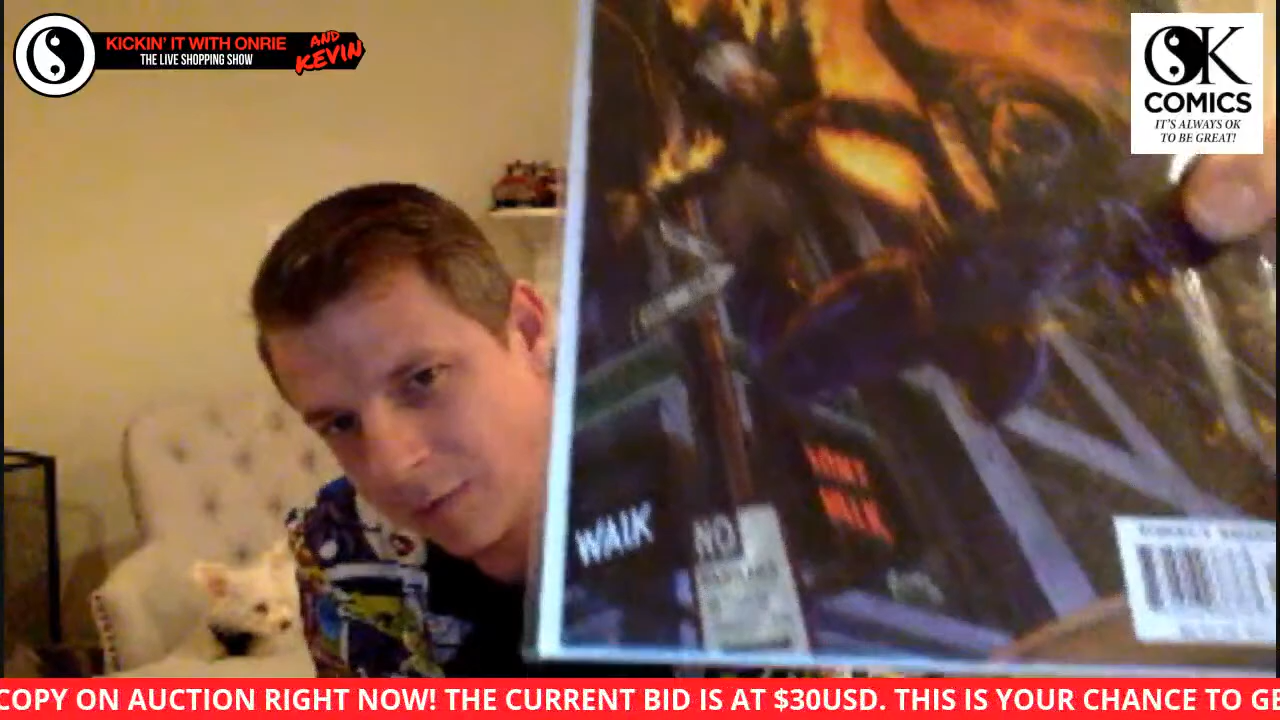 KICKIN' IT WITH ONRIE
AND
KEVIN
THE LIVE SHOPPING SHOW
OK
COMICS
IT'S ALWAYS OK
TO BE GREAT!
WALK
NO
COPY ON AUCTION RIGHT NOW! THE CURRENT BID IS AT $30USD. THIS IS YOUR CHANCE TO GE